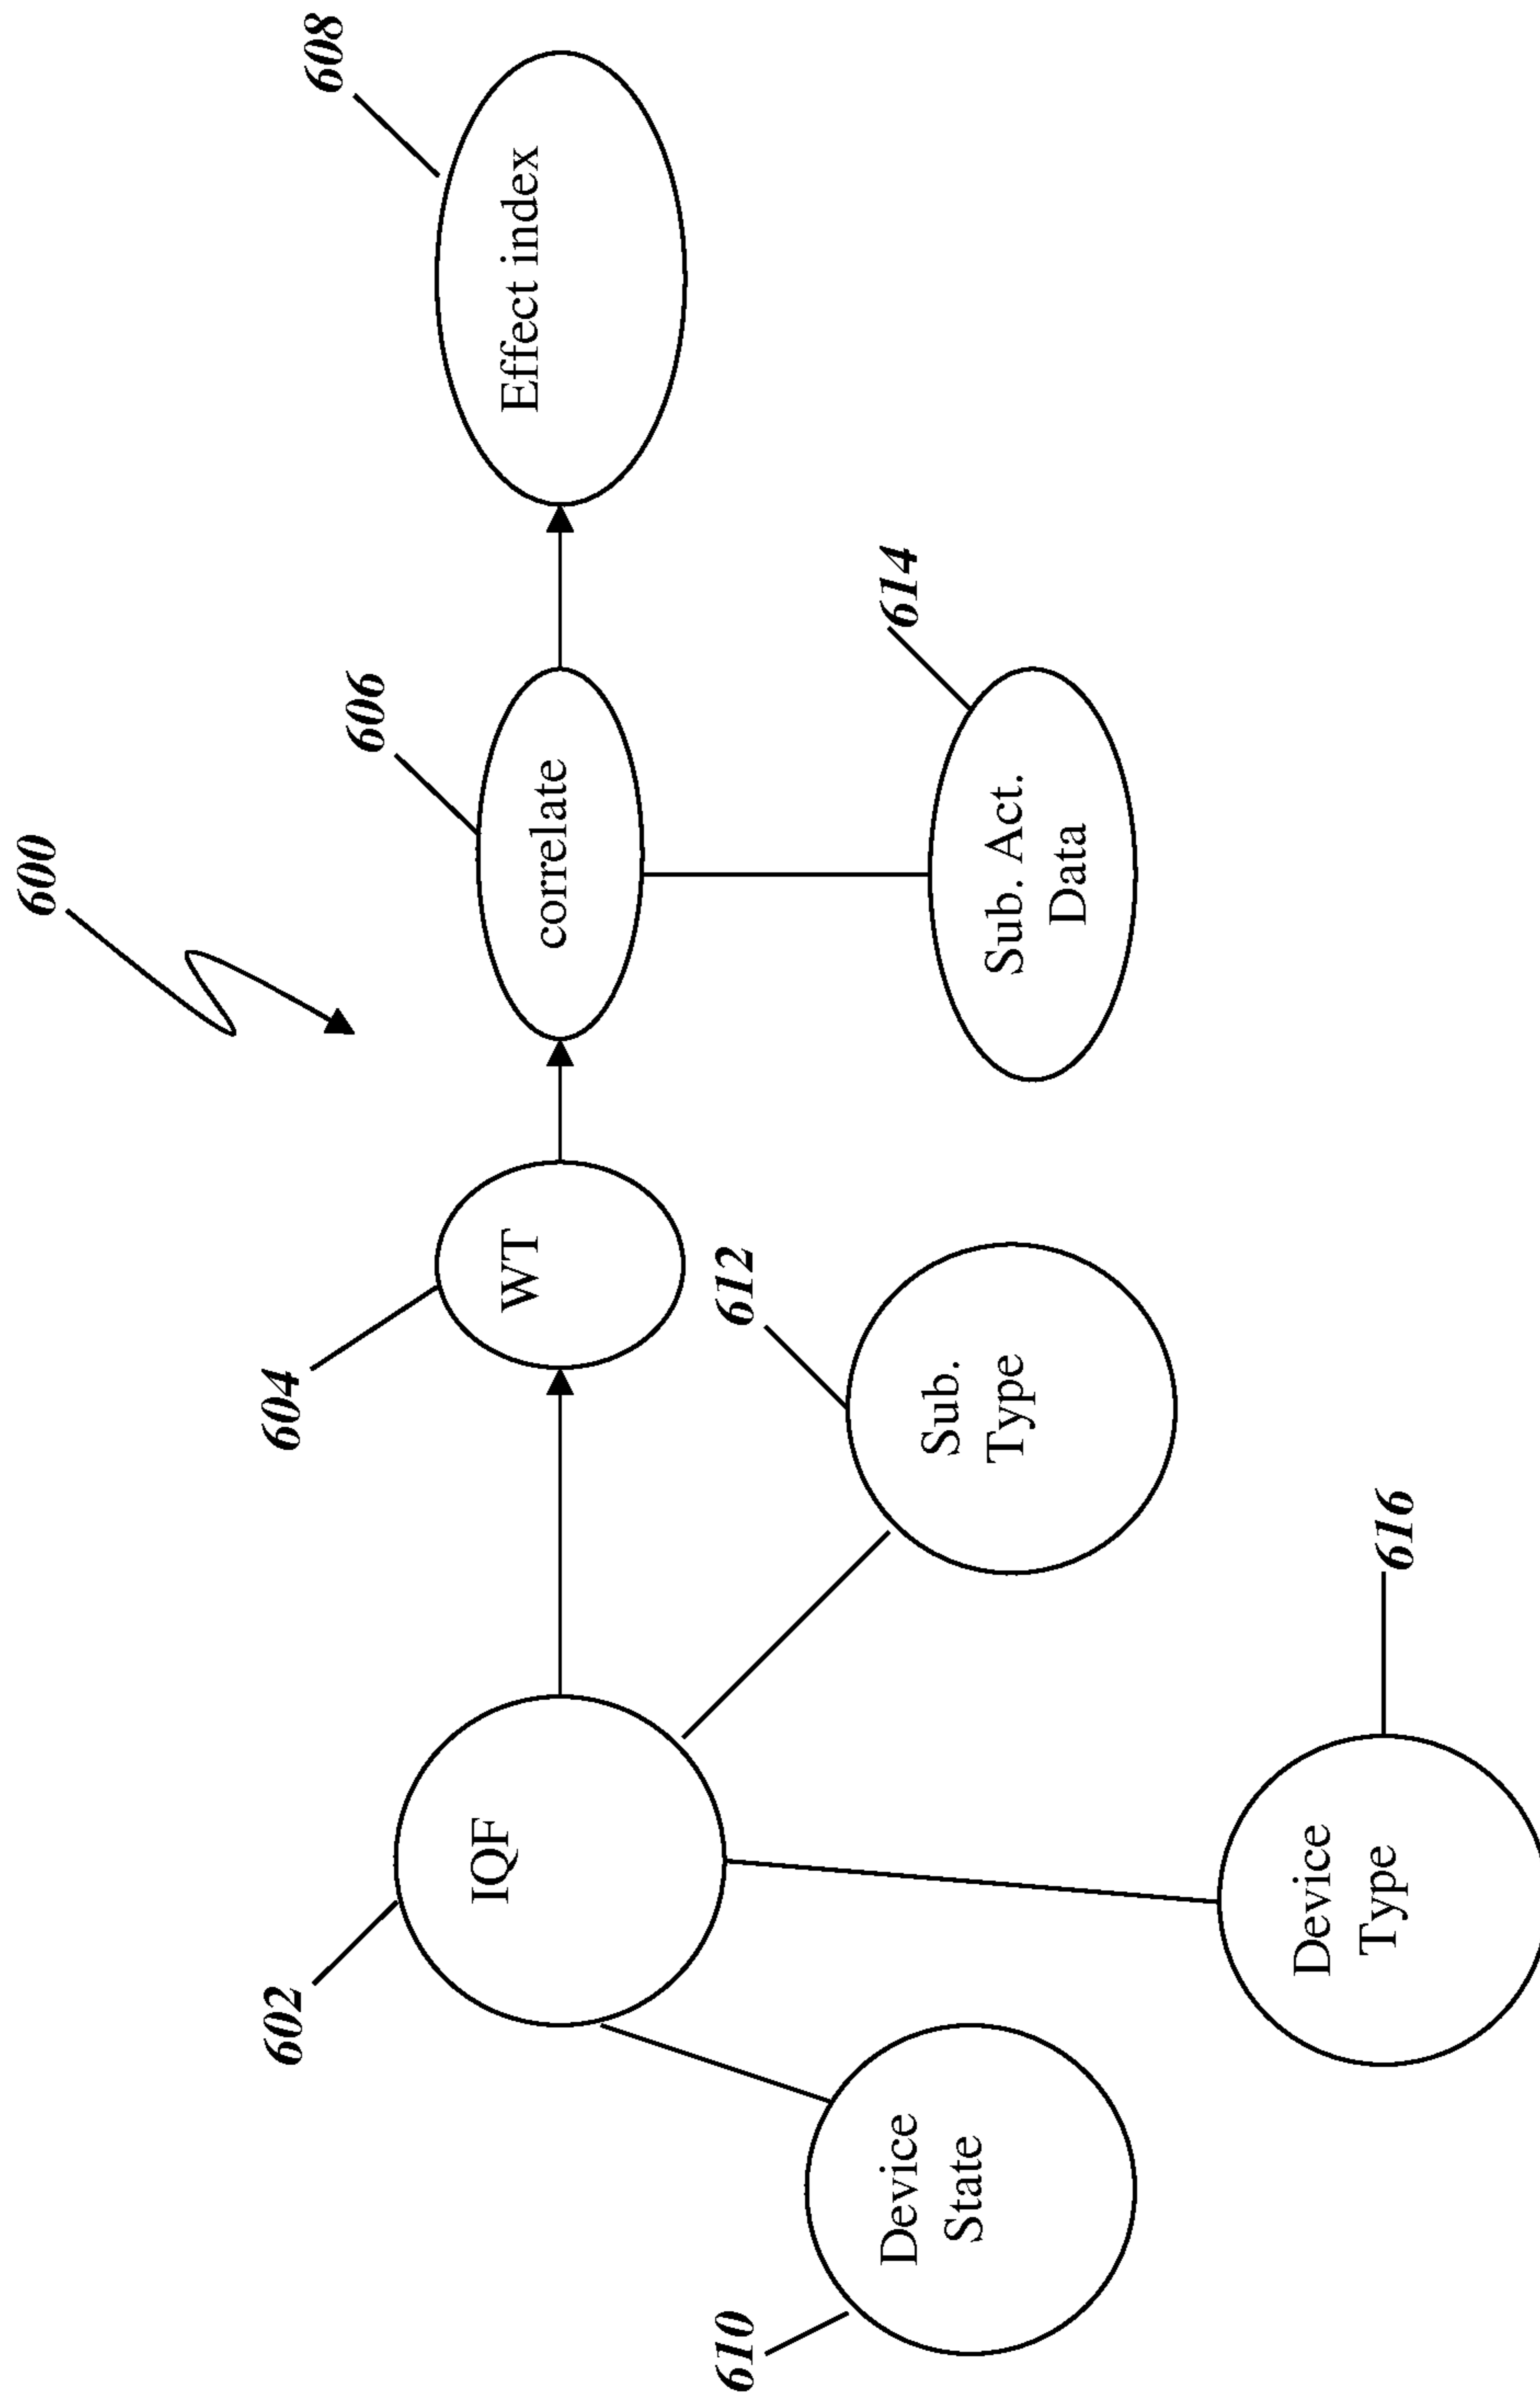 600
608
606
604
602
Effect index
correlate
WT
IQF
614
612
610
Sub. Act.
Data
Sub.
Type
Device
State
616
Device
Type